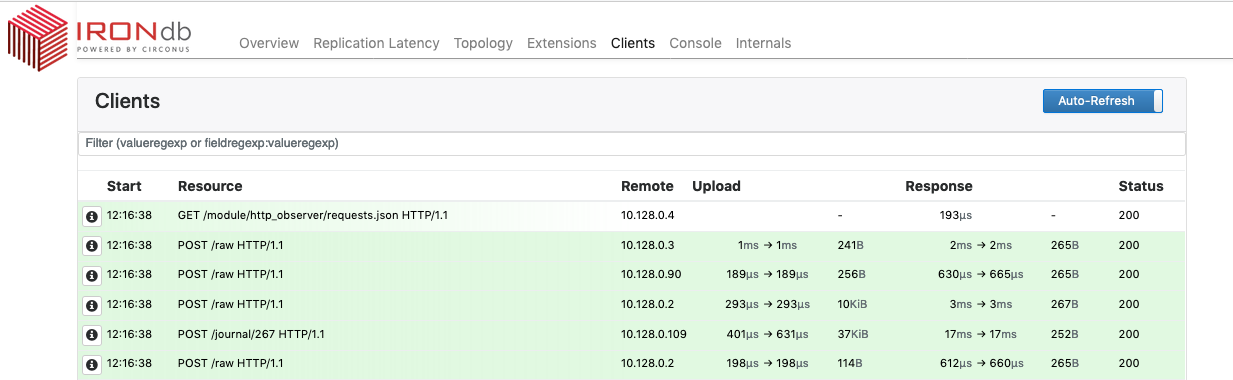 IRONdb
POWERED BY CIRCONUS
Overview Replication Latency Topology Extensions Clients Console Internals
Clients
Auto-Refresh
Filter (valueregexp or fieldregexp:valueregexp)
Start Resource Remote Upload Response Status
12:16:38 GET /module/http_observer/requests.json HTTP/1.1 10.128.0.4 - 193µs - 200
12:16:38 POST /raw HTTP/1.1 10.128.0.3 1ms → 1ms 241B 2ms → 2ms 265B 200
12:16:38 POST /raw HTTP/1.1 10.128.0.90 189µs → 189µs 256B 630µs → 665µs 265B 200
12:16:38 POST /raw HTTP/1.1 10.128.0.2 293µs → 293µs 10KiB 3ms → 3ms 267B 200
12:16:38 POST /journal/267 HTTP/1.1 10.128.0.109 401µs → 631µs 37KiB 17ms → 17ms 252B 200
12:16:38 POST /raw HTTP/1.1 10.128.0.2 198µs → 198µs 114B 612µs → 660µs 265B 200